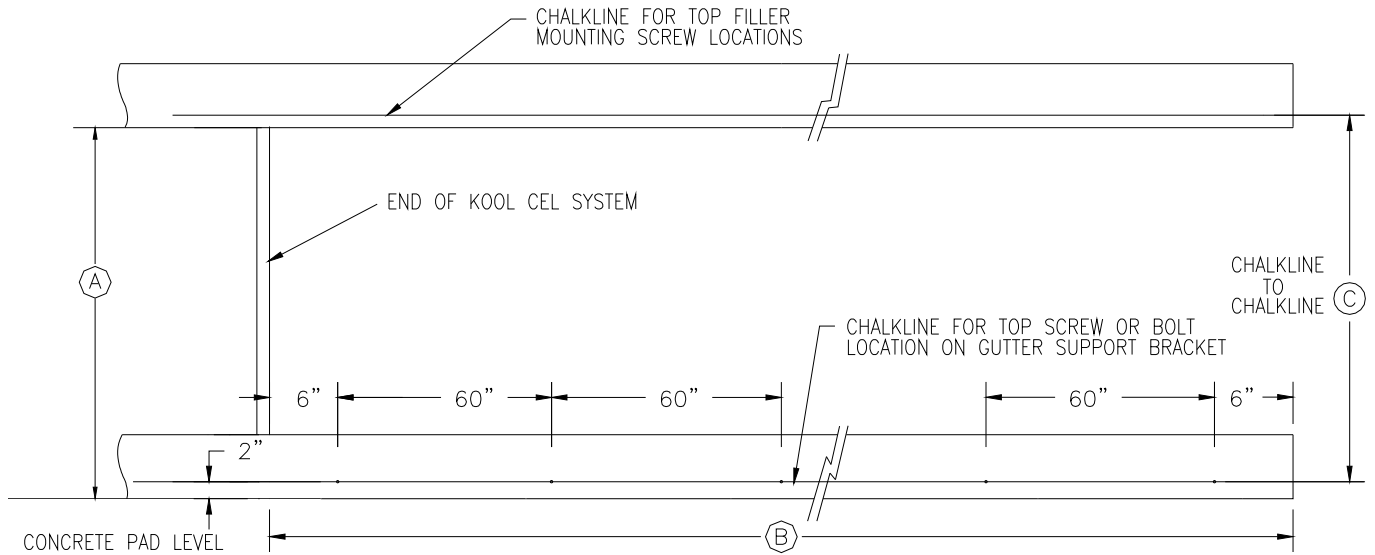 CHALKLINE FOR TOP FILLER
MOUNTING SCREW LOCATIONS
END OF KOOL CEL SYSTEM
A
CHALKLINE
TO
CHALKLINE
C
CHALKLINE FOR TOP SCREW OR BOLT
LOCATION ON GUTTER SUPPORT BRACKET
6” 60” 60” 60” 6”
2”
CONCRETE PAD LEVEL
B